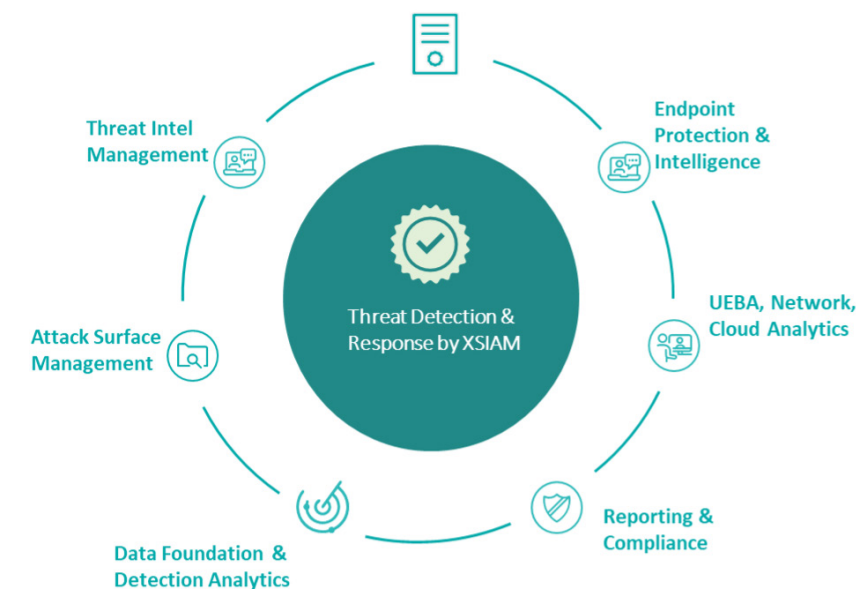 Threat Intel
Management
Endpoint
Protection &
Intelligence
Threat Detection &
Response by XSIAM
UEBA, Network,
Cloud Analytics
Attack Surface
Management
Reporting &
Compliance
Data Foundation &
Detection Analytics